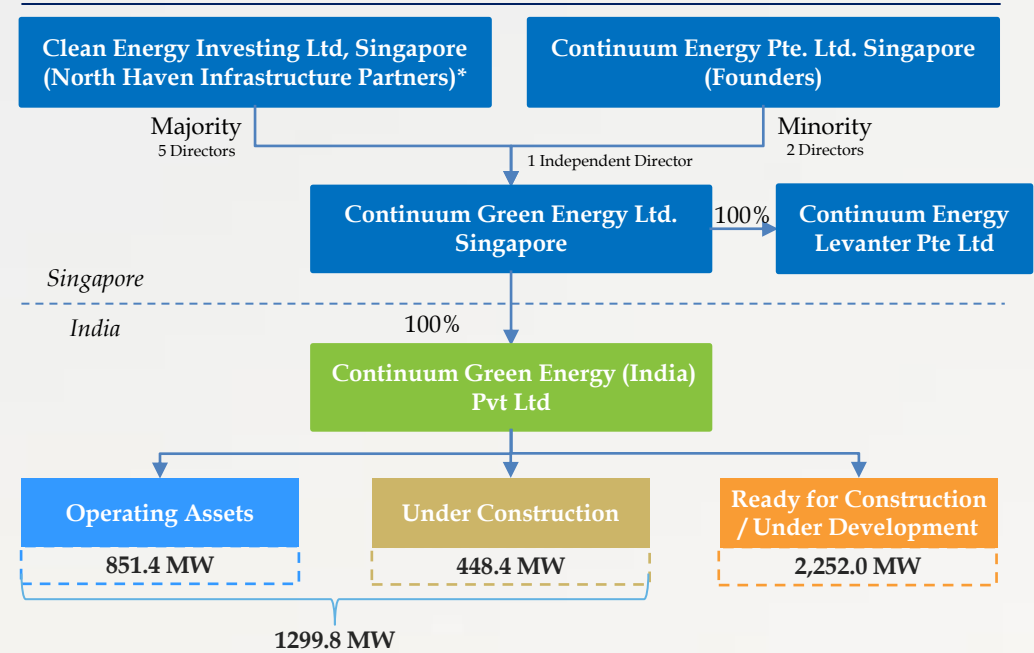 Clean Energy Investing Ltd, Singapore
(North Haven Infrastructure Partners)*
Continuum Energy Pte. Ltd. Singapore
(Founders)
Majority
5 Directors
Minority
2 Directors
1 Independent Director
Continuum Green Energy Ltd.
Singapore
100%
Continuum Energy
Levanter Pte Ltd
Singapore
India
100%
Continuum Green Energy (India)
Pvt Ltd
Operating Assets
Under Construction
Ready for Construction
/ Under Development
851.4 MW
448.4 MW
2,252.0 MW
1299.8 MW